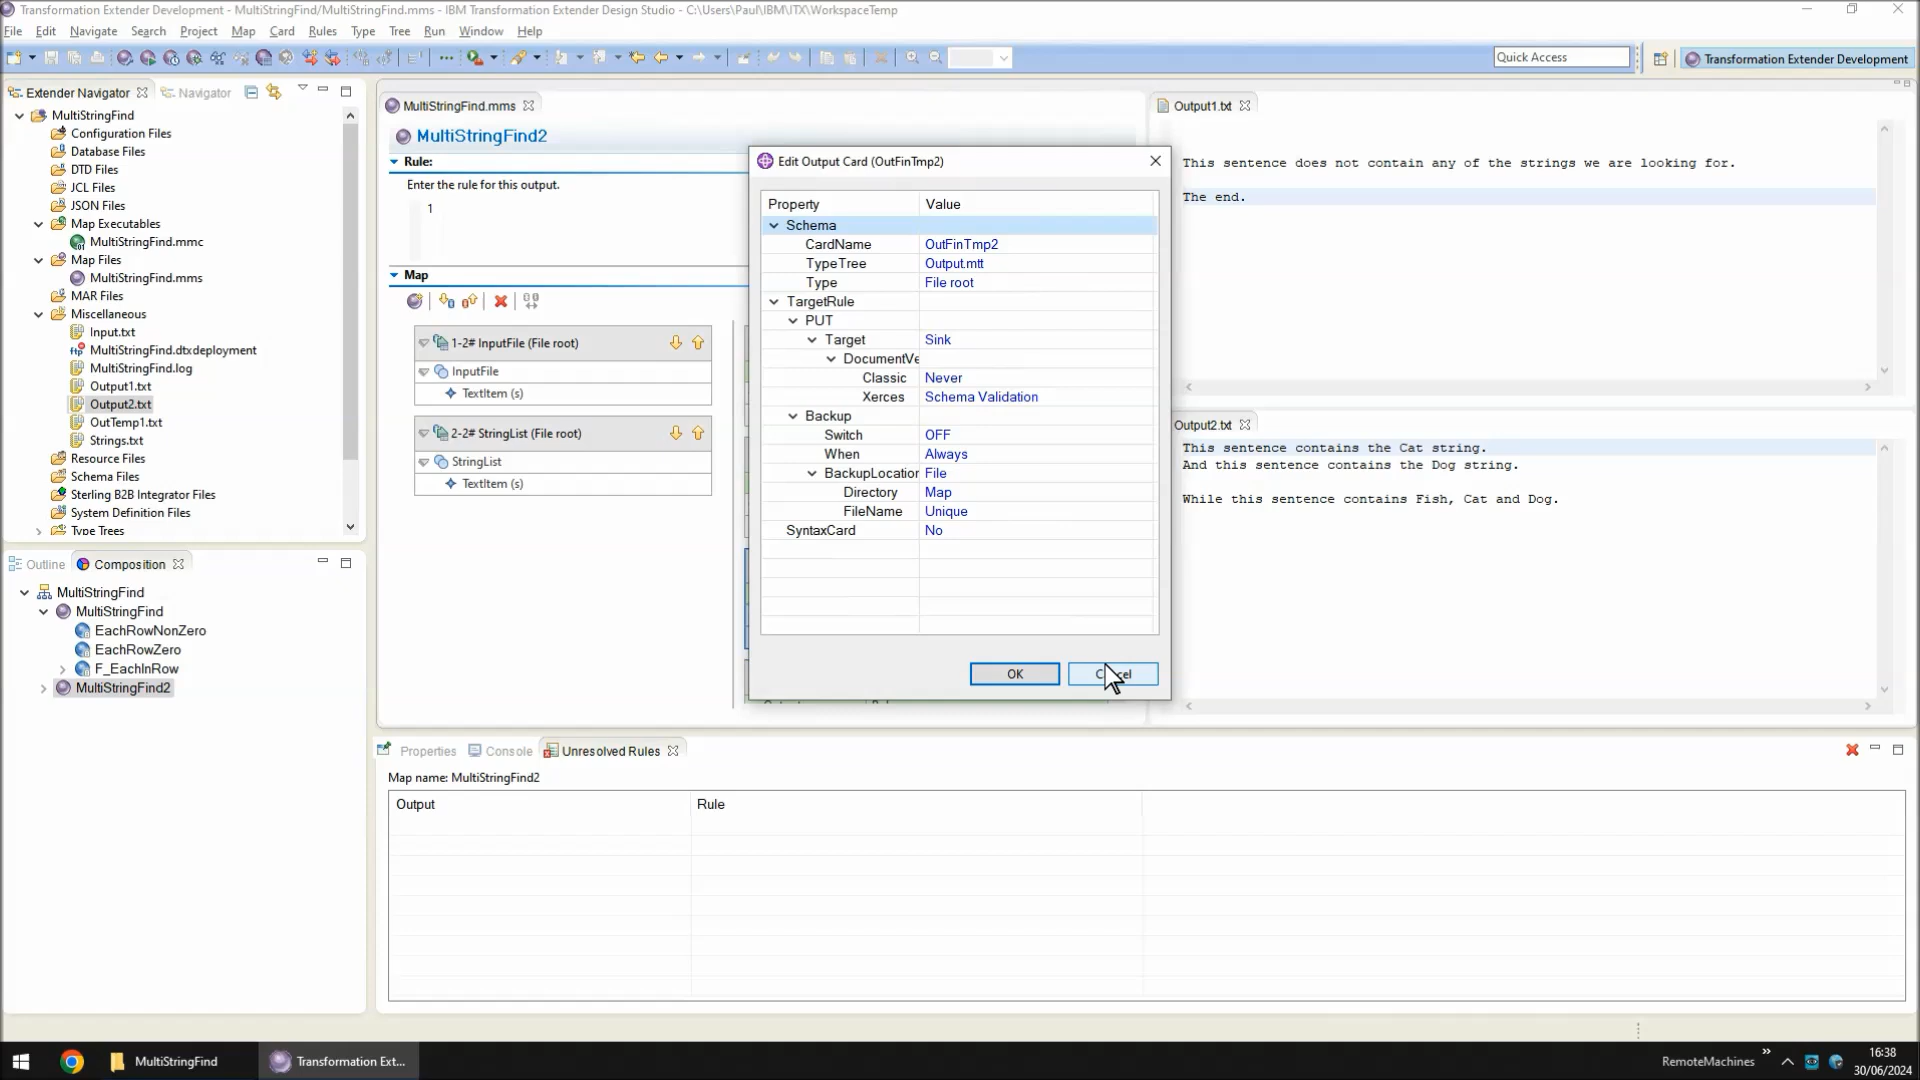 Transformation Extender Development - MultiStringFind/MultiStringFind.mms - IBM Transformation Extender Design Studio - C:\Users\Paul\IBM\ITX\WorkspaceTemp
File Edit Navigate Search Project Map Card Rules Type Tree Run Window Help
Quick Access
Transformation Extender Development
Extender Navigator
Navigator
MultiStringFind
Configuration Files
Database Files
DTD Files
JCL Files
JSON Files
Map Executables
MultiStringFind.mmc
Map Files
MultiStringFind.mms
MAR Files
Miscellaneous
Input.txt
MultiStringFind.dtxdeployment
MultiStringFind.log
Output1.txt
Output2.txt
OutTemp1.txt
Strings.txt
Resource Files
Schema Files
Sterling B2B Integrator Files
System Definition Files
Type Trees
Outline
Composition
MultiStringFind
MultiStringFind
EachRowNonZero
EachRowZero
F_EachInRow
MultiStringFind2
MultiStringFind.mms
MultiStringFind2
Rule:
Enter the rule for this output.
1
Map
1-2# InputFile (File root)
InputFile
TextItem (s)
2-2# StringList (File root)
StringList
TextItem (s)
Edit Output Card (OutFinTmp2)
Property Value
Schema
CardName OutFinTmp2
TypeTree Output.mtt
Type File root
TargetRule
PUT
Target Sink
DocumentVe
Classic Never
Xerces Schema Validation
Backup
Switch OFF
When Always
BackupLocation File
Directory Map
FileName Unique
SyntaxCard No
OK
Output1.txt
This sentence does not contain any of the strings we are looking for.
The end.
Output2.txt
This sentence contains the Cat string.
And this sentence contains the Dog string.
While this sentence contains Fish, Cat and Dog.
Properties
Console
Unresolved Rules
Map name: MultiStringFind2
Output Rule
MultiStringFind
Transformation Ext...
RemoteMachines
16:38
30/06/2024